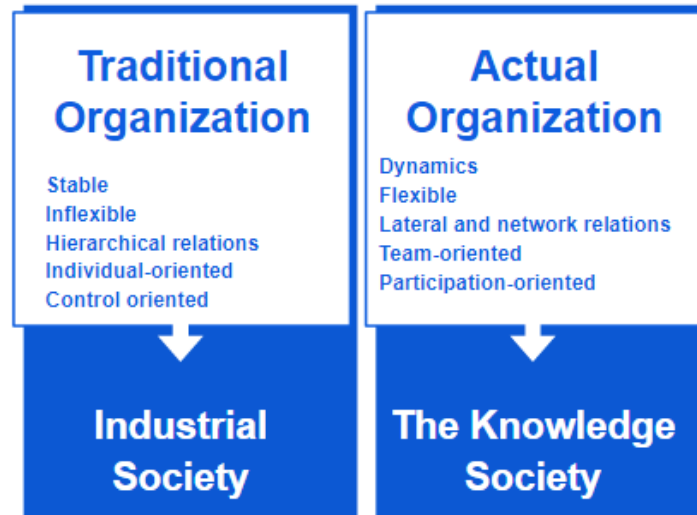 Traditional
Organization
Stable
Inflexible
Hierarchical relations
Individual-oriented
Control oriented
Industrial
Society
Actual
Organization
Dynamics
Flexible
Lateral and network relations
Team-oriented
Participation-oriented
The Knowledge
Society